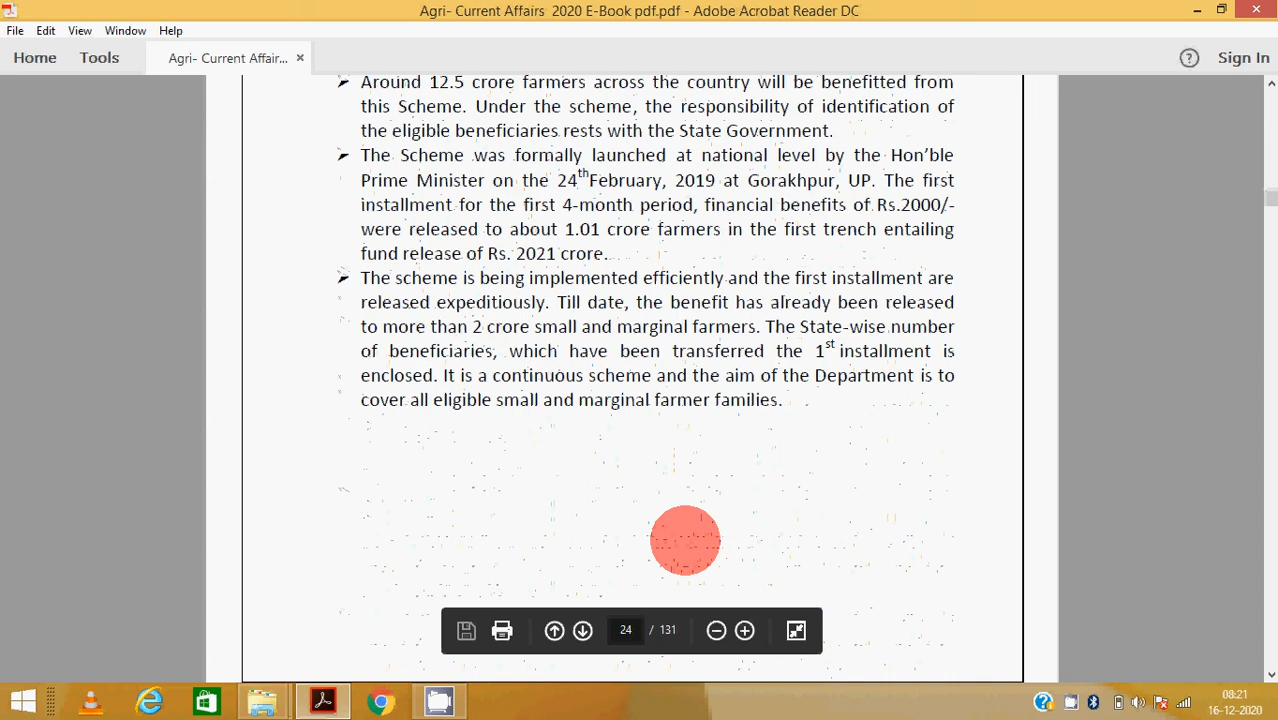 Agri- Current Affairs 2020 E-Book pdf.pdf - Adobe Acrobat Reader DC
File Edit View Window Help
Home Tools Agri- Current Affair... × ? Sign In
Around 12.5 crore farmers across the country will be benefitted from
this Scheme. Under the scheme, the responsibility of identification of
the eligible beneficiaries rests with the State Government.
The Scheme was formally launched at national level by the Hon’ble
Prime Minister on the 24thFebruary, 2019 at Gorakhpur, UP. The first
installment for the first 4-month period, financial benefits of Rs.2000/-
were released to about 1.01 crore farmers in the first trench entailing
fund release of Rs. 2021 crore.
The scheme is being implemented efficiently and the first installment are
released expeditiously. Till date, the benefit has already been released
to more than 2 crore small and marginal farmers. The State-wise number
of beneficiaries, which have been transferred the 1st installment is
enclosed. It is a continuous scheme and the aim of the Department is to
cover all eligible small and marginal farmer families.
24 / 131
08:21
16-12-2020